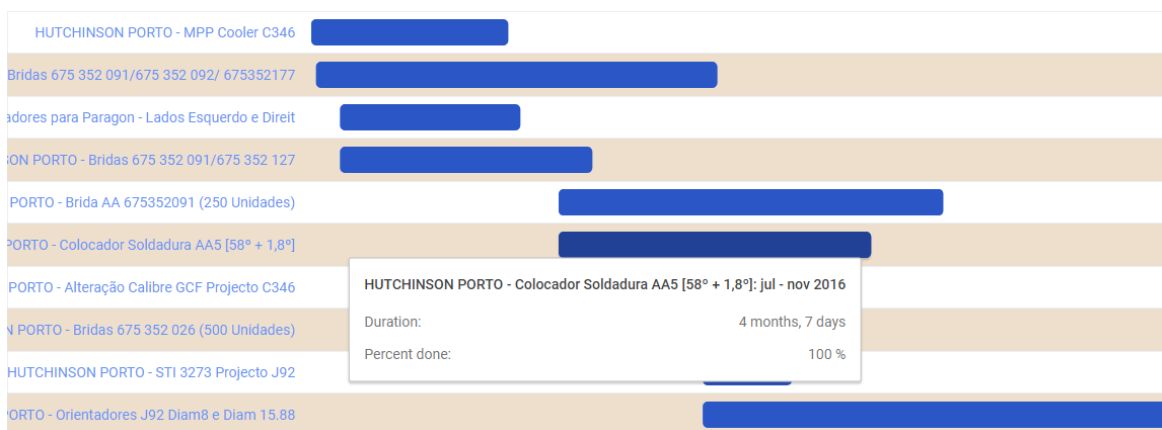 HUTCHINSON PORTO - MPP Cooler C346
Bridas 675 352 091/675 352 092/ 675352177
adores para Paragon - Lados Esquerdo e Direit
ON PORTO - Bridas 675 352 091/675 352 127
PORTO - Brida AA 675352091 (250 Unidades)
PORTO - Colocador Soldadura AA5 [58º + 1,8º]
HUTCHINSON PORTO - Colocador Soldadura AA5 [58º + 1,8º]: jul - nov 2016
Duration: 4 months, 7 days
Percent done: 100 %
PORTO - Alteração Calibre GCF Projecto C346
N PORTO - Bridas 675 352 026 (500 Unidades)
HUTCHINSON PORTO - STI 3273 Projecto J92
PORTO - Orientadores J92 Diam8 e Diam 15.88